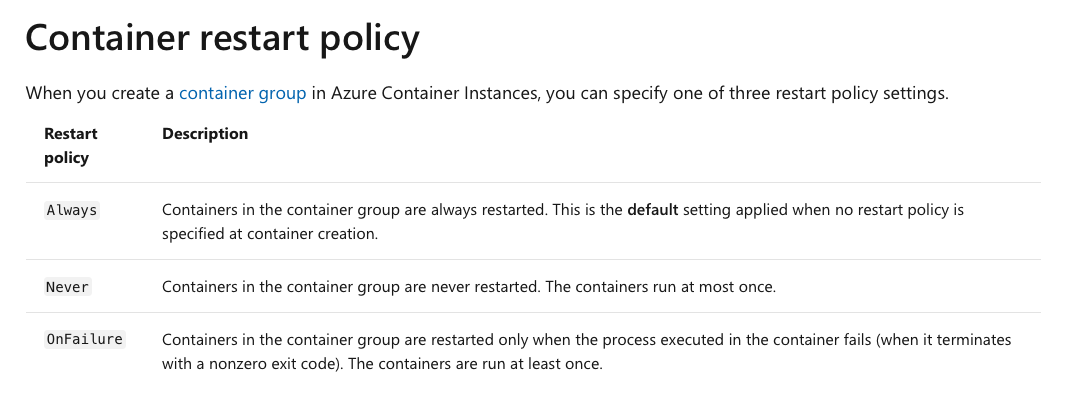 Container restart policy
When you create a container group in Azure Container Instances, you can specify one of three restart policy settings.
Restart policy
Description
Always
Containers in the container group are always restarted. This is the default setting applied when no restart policy is
specified at container creation.
Never
Containers in the container group are never restarted. The containers run at most once.
OnFailure
Containers in the container group are restarted only when the process executed in the container fails (when it terminates
with a nonzero exit code). The containers are run at least once.